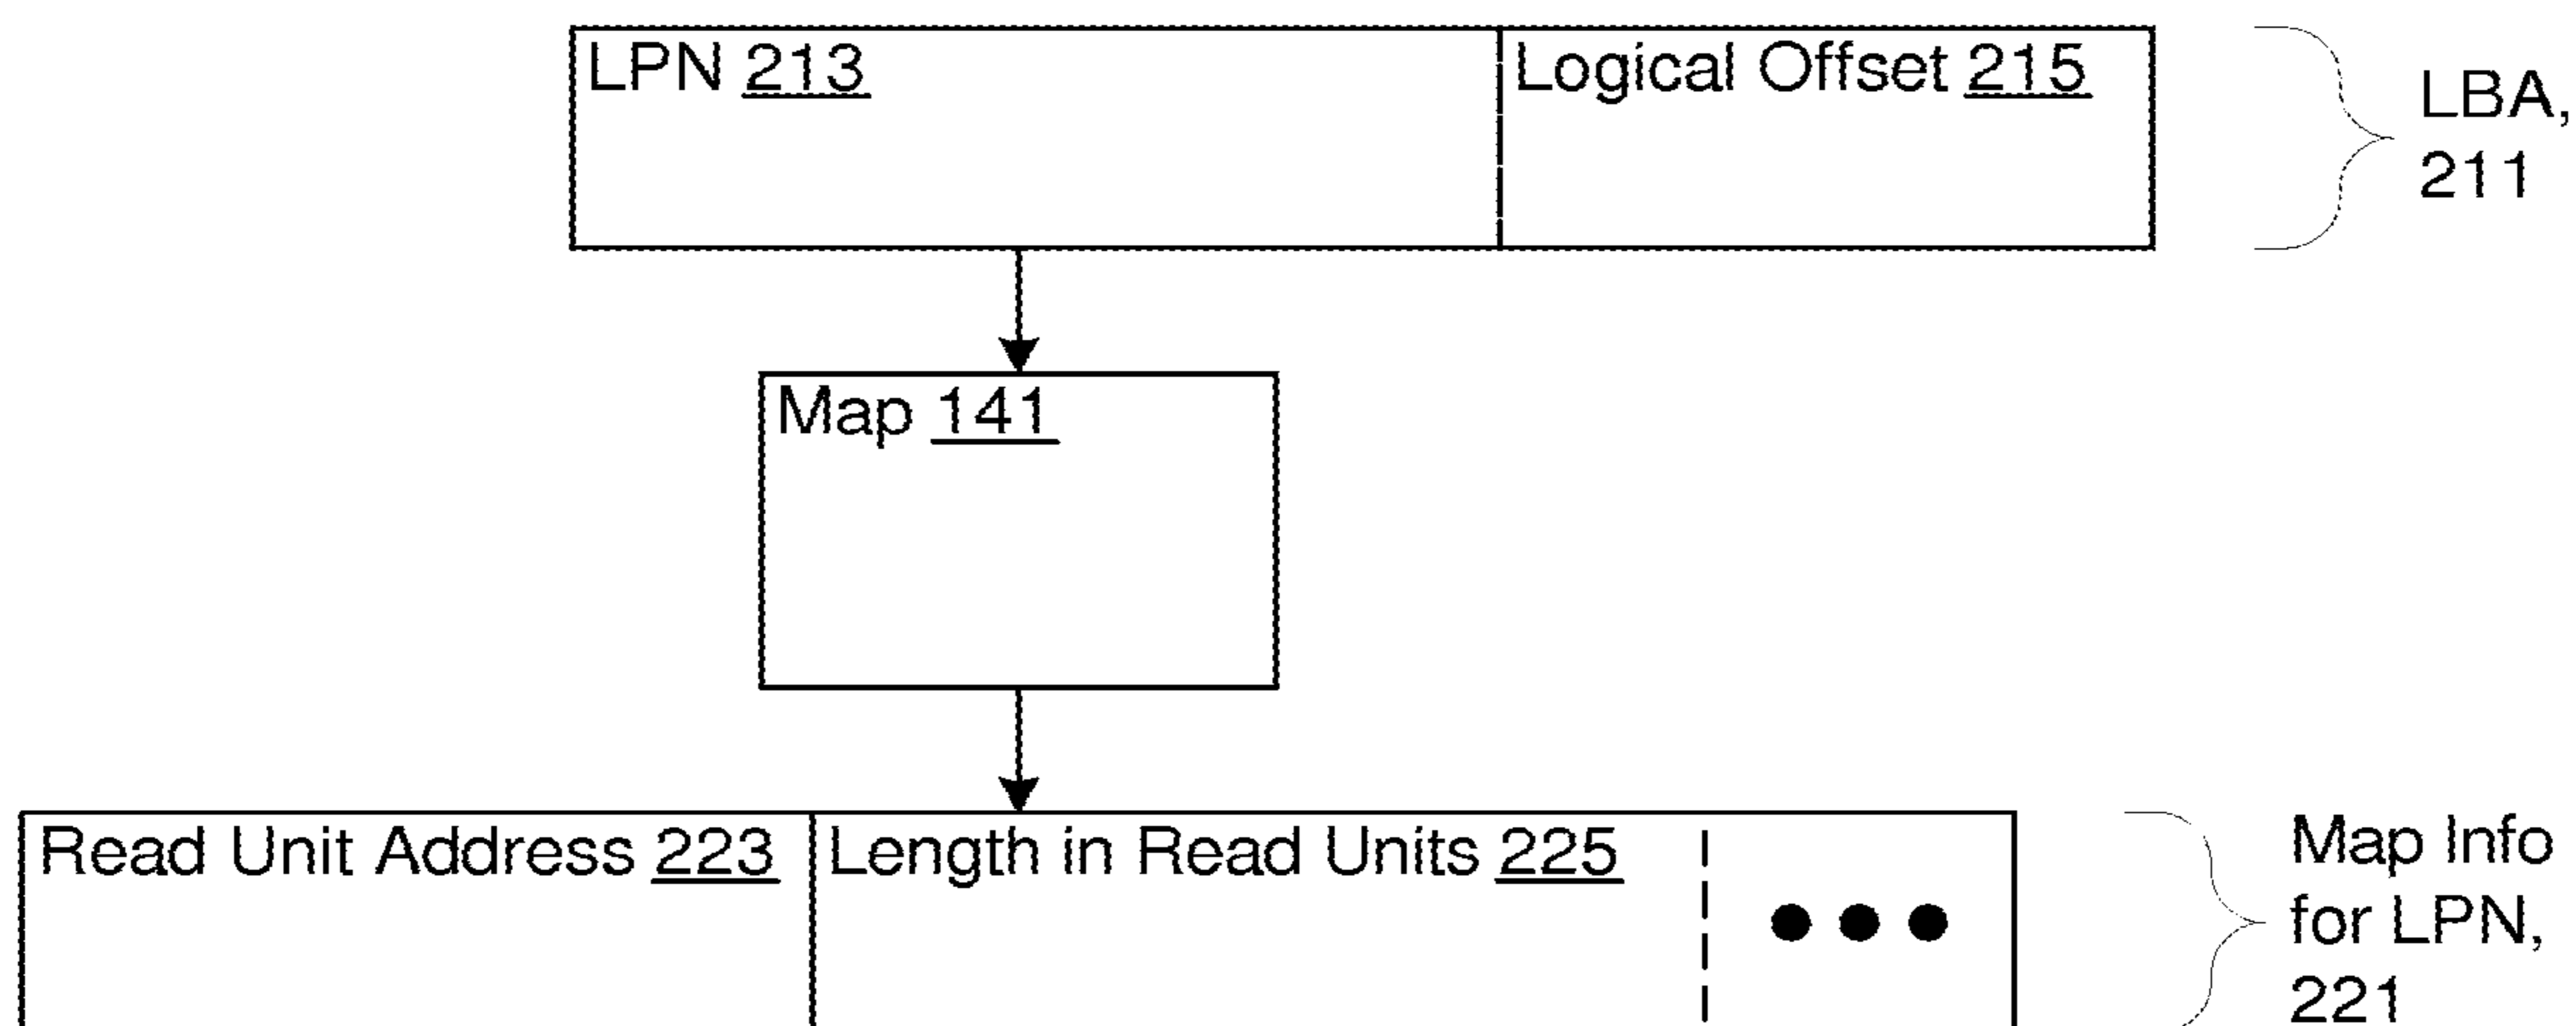 LPN 213
Logical Offset 215
LBA,
211
Map 141
Read Unit Address 223
Length in Read Units 225
Map Info
for LPN,
221